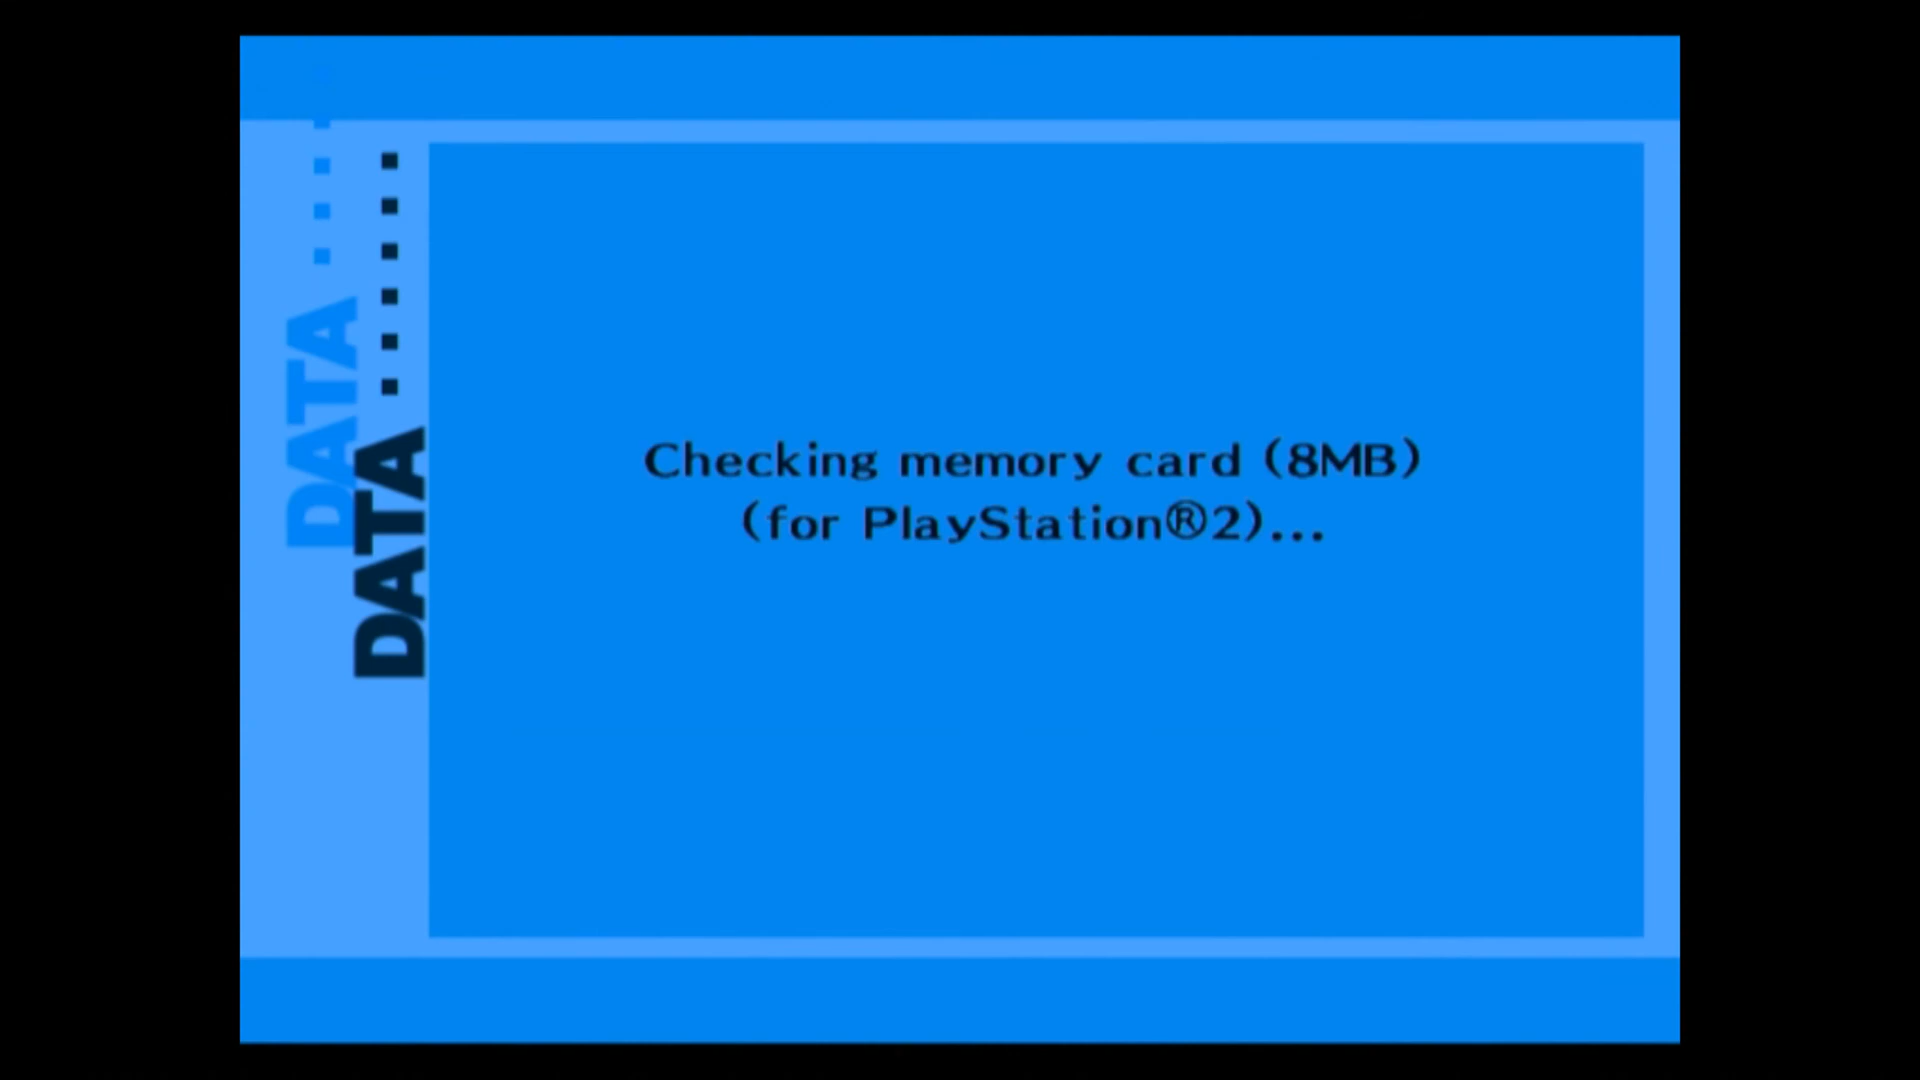 DATA ......
DATA ......
Checking memory card (8MB)
(for PlayStation®2)...